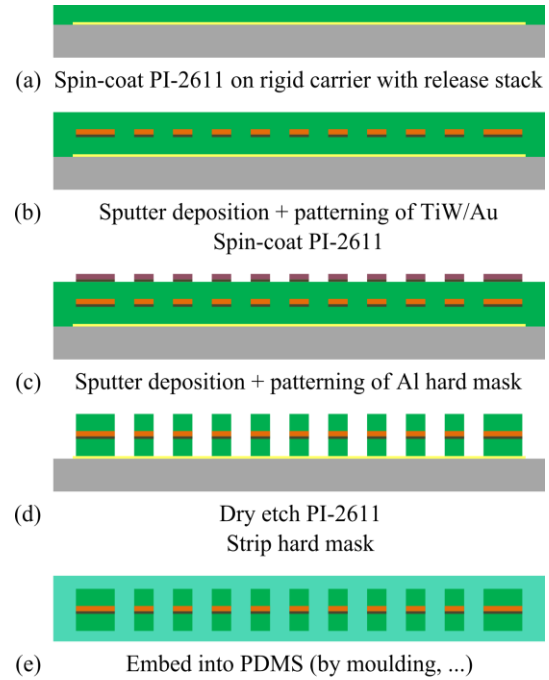 (a) Spin-coat PI-2611 on rigid carrier with release stack
(b) Sputter deposition + patterning of TiW/Au
Spin-coat PI-2611
(c) Sputter deposition + patterning of Al hard mask
(d) Dry etch PI-2611
Strip hard mask
(e) Embed into PDMS (by moulding, ...)